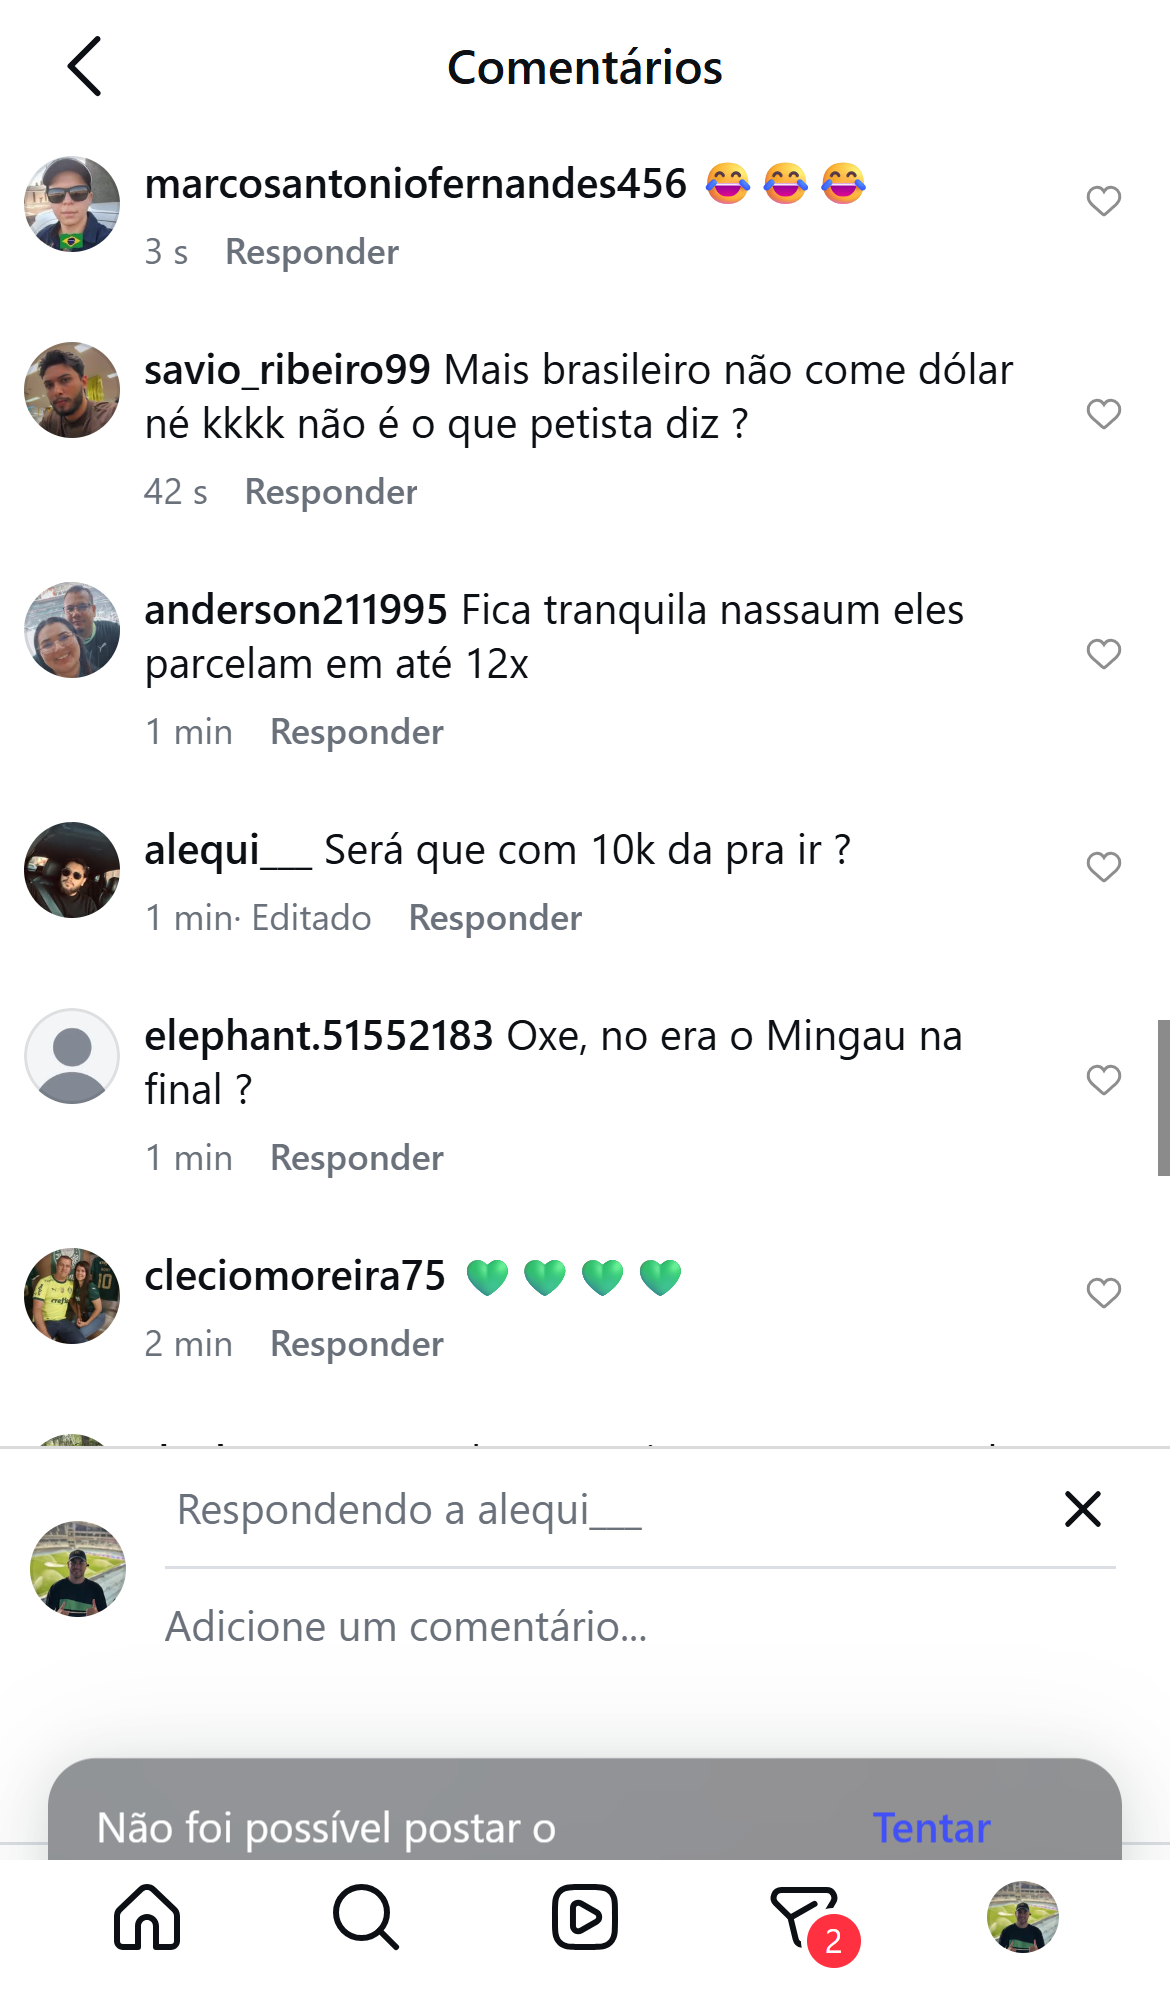 Comentários
marcosantoniofernandes456 😂😂😂
3 s Responder
savio_ribeiro99 Mais brasileiro não come dólar
né kkkk não é o que petista diz ?
42 s Responder
anderson211995 Fica tranquila nassaum eles
parcelam em até 12x
1 min Responder
alequi___ Será que com 10k da pra ir ?
1 min· Editado Responder
elephant.51552183 Oxe, no era o Mingau na
final ?
1 min Responder
cleciomoreira75 💚💚💚💚
2 min Responder
Respondendo a alequi___
Adicione um comentário...
Não foi possível postar o Tentar
2